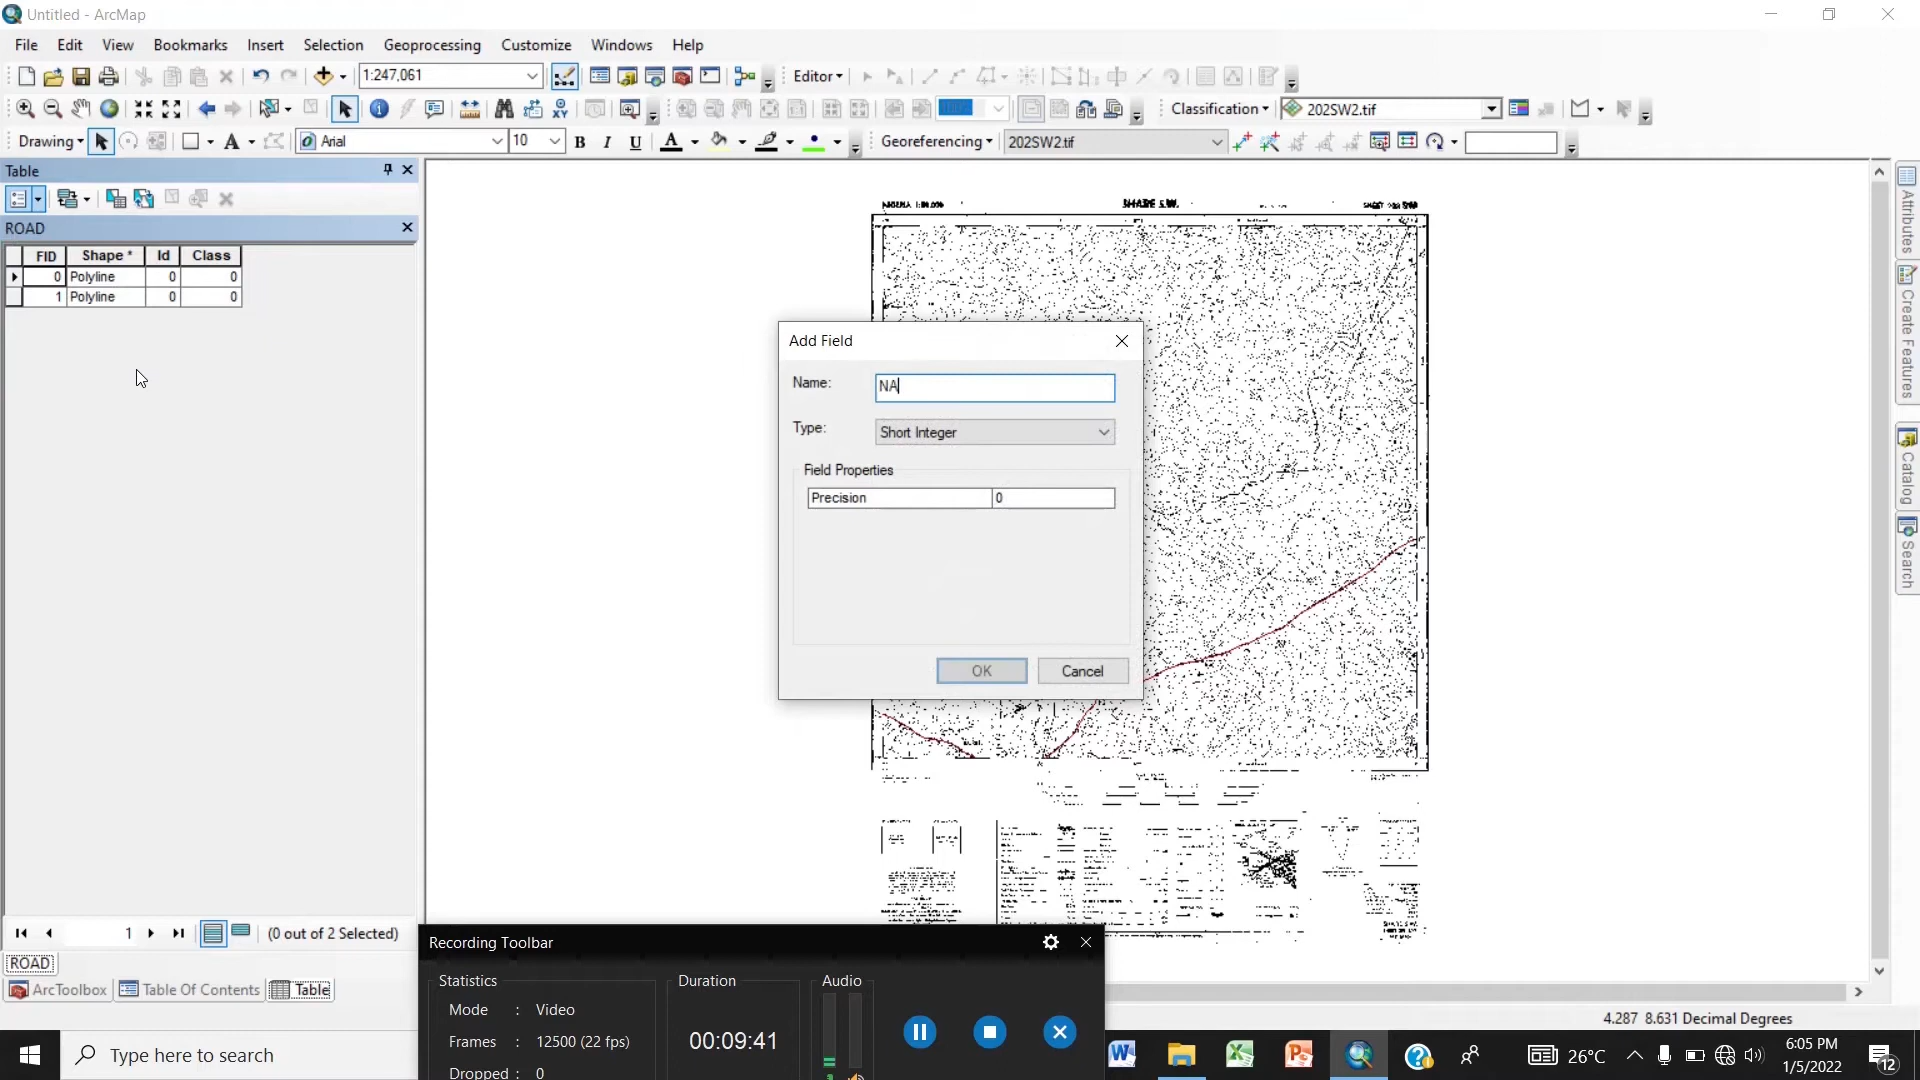 Untitled - ArcMap
File Edit View Bookmarks Insert Selection Geoprocessing Customize Windows Help
1:247,061 Editor
Classification 202SW2.tif
Drawing Arial 10 B I U A Georeferencing 202SW2.tif
Table
ROAD
FID Shape * Id Class
0 Polyline 0 0
1 Polyline 0 0
SHARE S.W.
Add Field
Name: NA
Type: Short Integer
Field Properties
Precision 0
OK Cancel
Attributes
Create Features
Catalog
Search
1 (0 out of 2 Selected)
ROAD
ArcToolbox Table Of Contents Table
Recording Toolbar
Statistics Duration Audio
Mode : Video
Frames : 12500 (22 fps)
Dropped : 0
00:09:41
4.287 8.631 Decimal Degrees
Type here to search
26°C
6:05 PM
1/5/2022
12